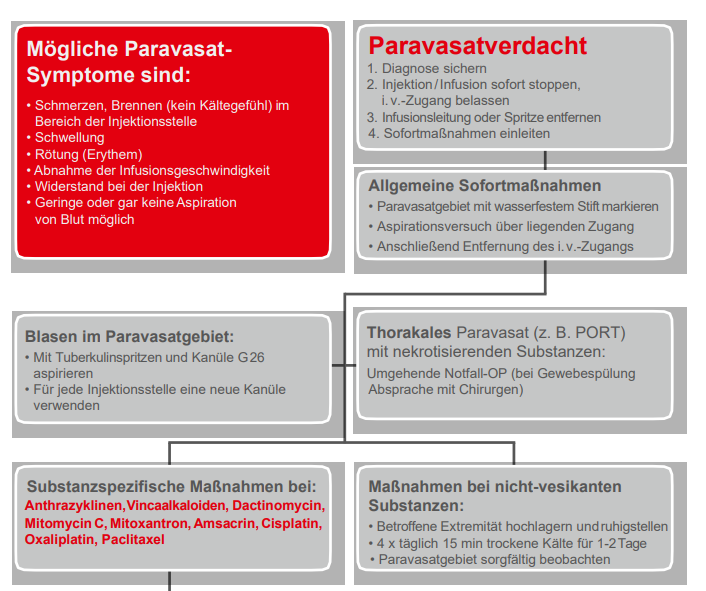 Mögliche Paravasat-
Symptome sind:
• Schmerzen, Brennen (kein Kältegefühl) im
Bereich der Injektionsstelle
• Schwellung
• Rötung (Erythem)
• Abnahme der Infusionsgeschwindigkeit
• Widerstand bei der Injektion
• Geringe oder gar keine Aspiration
von Blut möglich
Paravasatverdacht
1. Diagnose sichern
2. Injektion/Infusion sofort stoppen,
i.v.-Zugang belassen
3. Infusionsleitung oder Spritze entfernen
4. Sofortmaßnahmen einleiten
Allgemeine Sofortmaßnahmen
• Paravasatgebiet mit wasserfestem Stift markieren
• Aspirationsversuch über liegenden Zugang
• Anschließend Entfernung des i.v.-Zugangs
Blasen im Paravasatgebiet:
• Mit Tuberkulinspritzen und Kanüle G26
aspirieren
• Für jede Injektionsstelle eine neue Kanüle
verwenden
Thorakales Paravasat (z. B. PORT)
mit nekrotisierenden Substanzen:
Umgehende Notfall-OP (bei Gewebespülung
Absprache mit Chirurgen)
Substanzspezifische Maßnahmen bei:
Anthrazyklinen, Vincaalkaloiden, Dactinomycin,
Mitomycin C, Mitoxantron, Amsacrin, Cisplatin,
Oxaliplatin, Paclitaxel
Maßnahmen bei nicht-vesikanten
Substanzen:
• Betroffene Extremität hochlagern und ruhigstellen
• 4 x täglich 15 min trockene Kälte für 1-2 Tage
• Paravasatgebiet sorgfältig beobachten